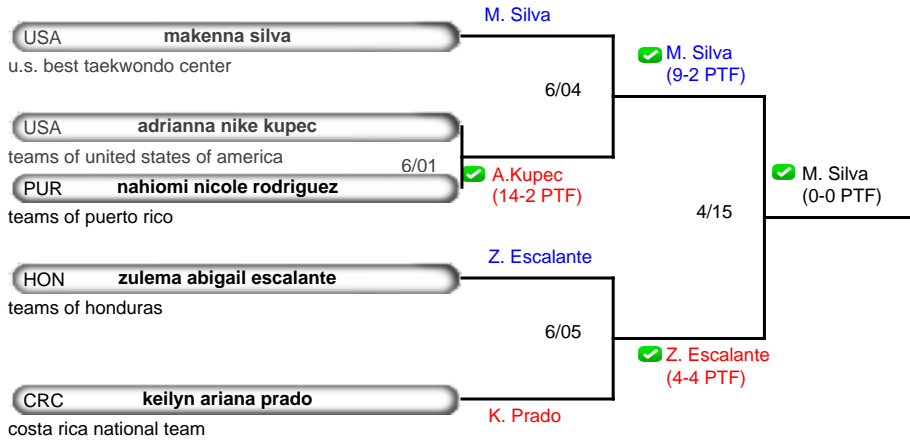 M. Silva
USA makenna silva
u.s. best taekwondo center
6/04
M. Silva
(9-2 PTF)
USA adrianna nike kupec
teams of united states of america
6/01
A.Kupec
(14-2 PTF)
PUR nahiomi nicole rodriguez
teams of puerto rico
M. Silva
(0-0 PTF)
4/15
Z. Escalante
HON zulema abigail escalante
teams of honduras
6/05
Z. Escalante
(4-4 PTF)
CRC keilyn ariana prado
K. Prado
costa rica national team